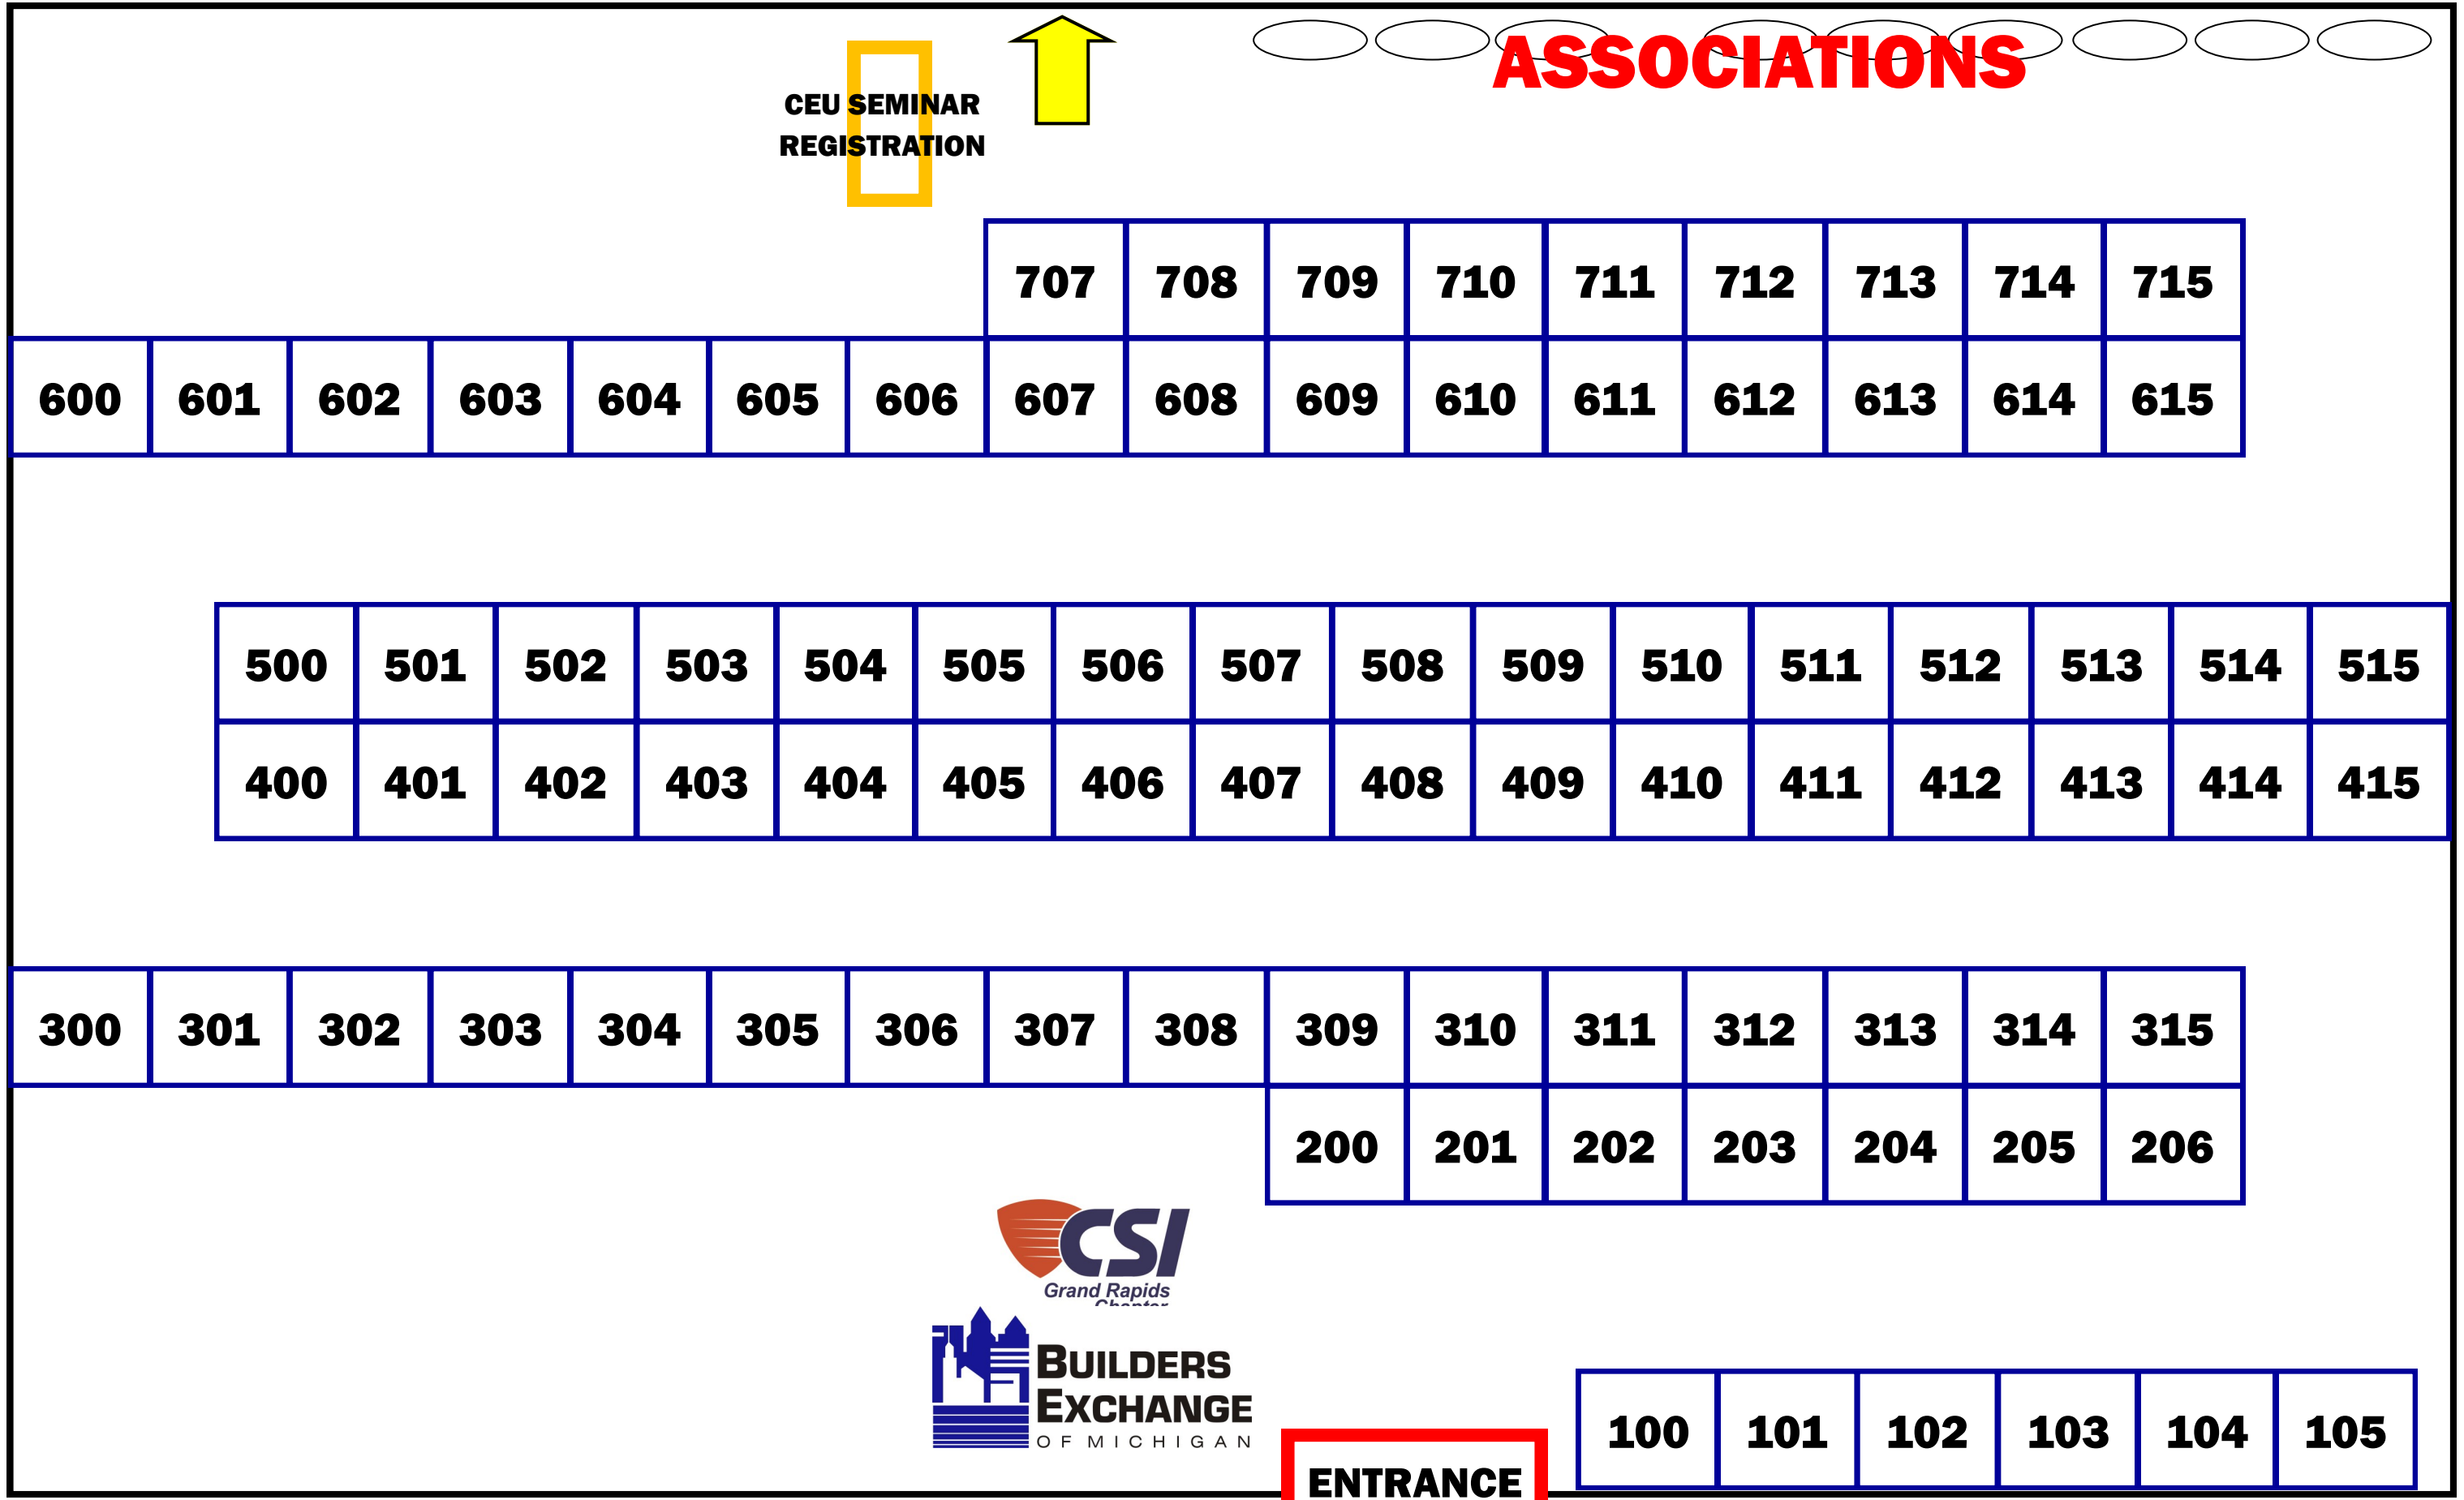 ASSOCIATIONS
CEU SEMINAR
REGISTRATION
707 708 709 710 711 712 713 714 715
600 601 602 603 604 605 606 607 608 609 610 611 612 613 614 615
500 501 502 503 504 505 506 507 508 509 510 511 512 513 514 515
400 401 402 403 404 405 406 407 408 409 410 411 412 413 414 415
300 301 302 303 304 305 306 307 308 309 310 311 312 313 314 315
200 201 202 203 204 205 206
CSI
Grand Rapids
Chapter
BUILDERS
EXCHANGE
OF MICHIGAN
100 101 102 103 104 105
ENTRANCE